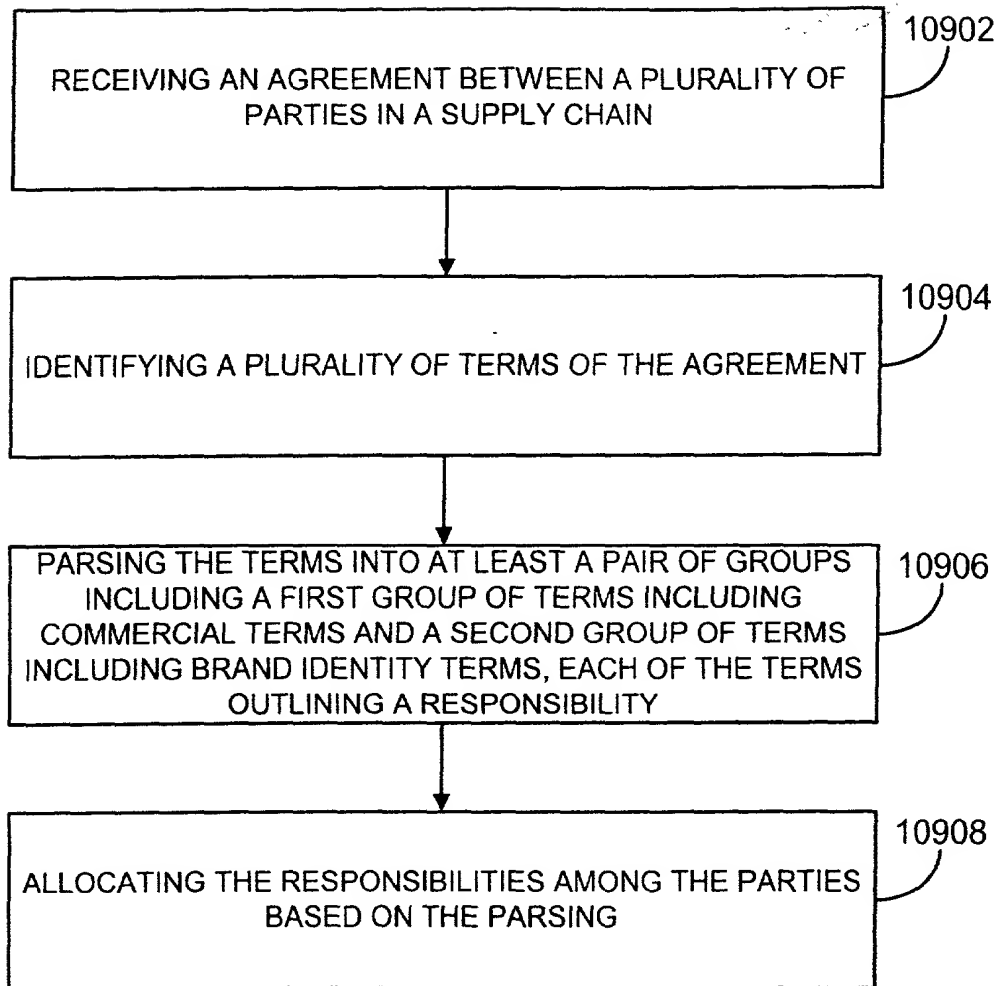 10902
RECEIVING AN AGREEMENT BETWEEN A PLURALITY OF
PARTIES IN A SUPPLY CHAIN
10904
IDENTIFYING A PLURALITY OF TERMS OF THE AGREEMENT
10906
PARSING THE TERMS INTO AT LEAST A PAIR OF GROUPS
INCLUDING A FIRST GROUP OF TERMS INCLUDING
COMMERCIAL TERMS AND A SECOND GROUP OF TERMS
INCLUDING BRAND IDENTITY TERMS, EACH OF THE TERMS
OUTLINING A RESPONSIBILITY
10908
ALLOCATING THE RESPONSIBILITIES AMONG THE PARTIES
BASED ON THE PARSING